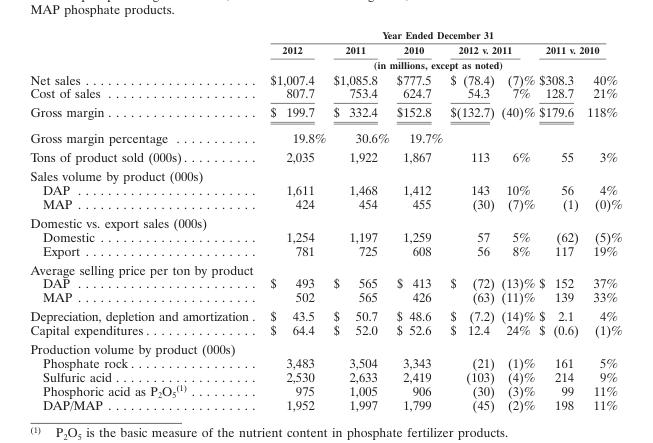 MAP phosphate products.
Year Ended December 31
2012 2011 2010 2012 v. 2011 2011 v. 2010
(in millions, except as noted)
Net sales . . . . . . . . . . . . . . . . . . . . . . . $1,007.4 $1,085.8 $777.5 $ (78.4) (7)% $308.3 40%
Cost of sales . . . . . . . . . . . . . . . . . . . . 807.7 753.4 624.7 54.3 7% 128.7 21%
Gross margin . . . . . . . . . . . . . . . . . . . . $ 199.7 $ 332.4 $152.8 $(132.7) (40)% $179.6 118%
Gross margin percentage . . . . . . . . . . . 19.8% 30.6% 19.7%
Tons of product sold (000s) . . . . . . . . . . 2,035 1,922 1,867 113 6% 55 3%
Sales volume by product (000s)
DAP . . . . . . . . . . . . . . . . . . . . . . . . 1,611 1,468 1,412 143 10% 56 4%
MAP . . . . . . . . . . . . . . . . . . . . . . . . 424 454 455 (30) (7)% (1) (0)%
Domestic vs. export sales (000s)
Domestic . . . . . . . . . . . . . . . . . . . . . 1,254 1,197 1,259 57 5% (62) (5)%
Export . . . . . . . . . . . . . . . . . . . . . . . 781 725 608 56 8% 117 19%
Average selling price per ton by product
DAP . . . . . . . . . . . . . . . . . . . . . . . . $ 493 $ 565 $ 413 $ (72) (13)% $ 152 37%
MAP . . . . . . . . . . . . . . . . . . . . . . . . 502 565 426 (63) (11)% 139 33%
Depreciation, depletion and amortization . $ 43.5 $ 50.7 $ 48.6 $ (7.2) (14)% $ 2.1 4%
Capital expenditures . . . . . . . . . . . . . . . $ 64.4 $ 52.0 $ 52.6 $ 12.4 24% $ (0.6) (1)%
Production volume by product (000s)
Phosphate rock . . . . . . . . . . . . . . . . . 3,483 3,504 3,343 (21) (1)% 161 5%
Sulfuric acid . . . . . . . . . . . . . . . . . . . 2,530 2,633 2,419 (103) (4)% 214 9%
Phosphoric acid as P₂O₅⁽¹⁾ . . . . . . . . . . 975 1,005 906 (30) (3)% 99 11%
DAP/MAP . . . . . . . . . . . . . . . . . . . . 1,952 1,997 1,799 (45) (2)% 198 11%
(1) P₂O₅ is the basic measure of the nutrient content in phosphate fertilizer products.